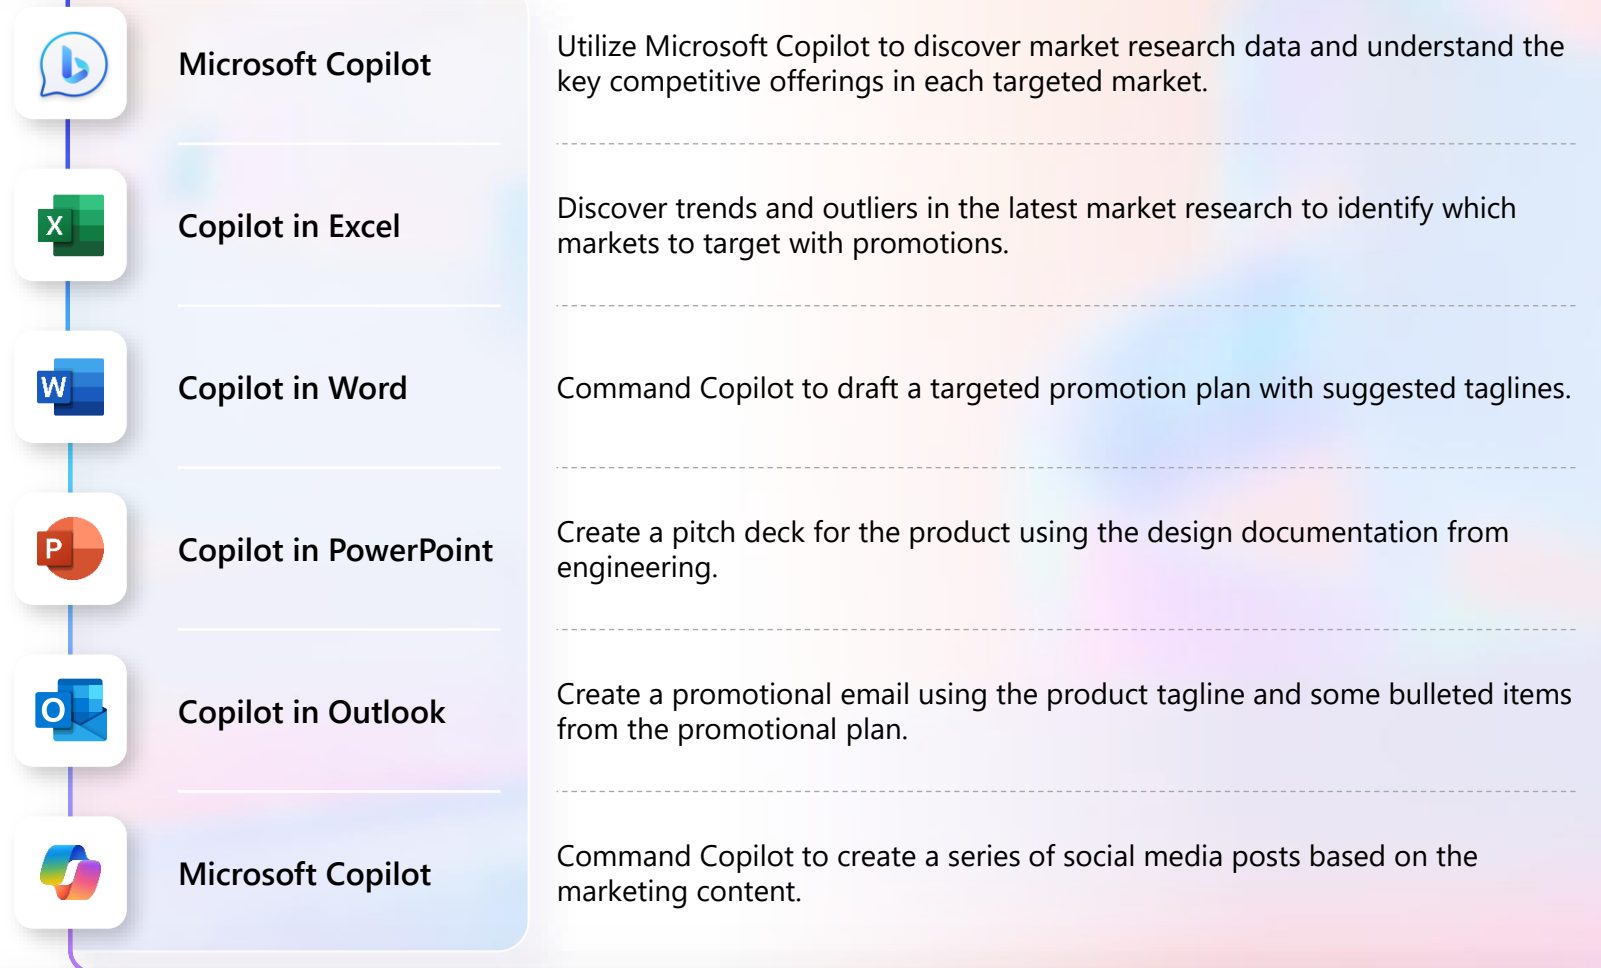 Microsoft Copilot
Utilize Microsoft Copilot to discover market research data and understand the
key competitive offerings in each targeted market.
X
Copilot in Excel
Discover trends and outliers in the latest market research to identify which
markets to target with promotions.
W
Copilot in Word
Command Copilot to draft a targeted promotion plan with suggested taglines.
P
Copilot in PowerPoint
Create a pitch deck for the product using the design documentation from
engineering.
O
Copilot in Outlook
Create a promotional email using the product tagline and some bulleted items
from the promotional plan.
Microsoft Copilot
Command Copilot to create a series of social media posts based on the
marketing content.